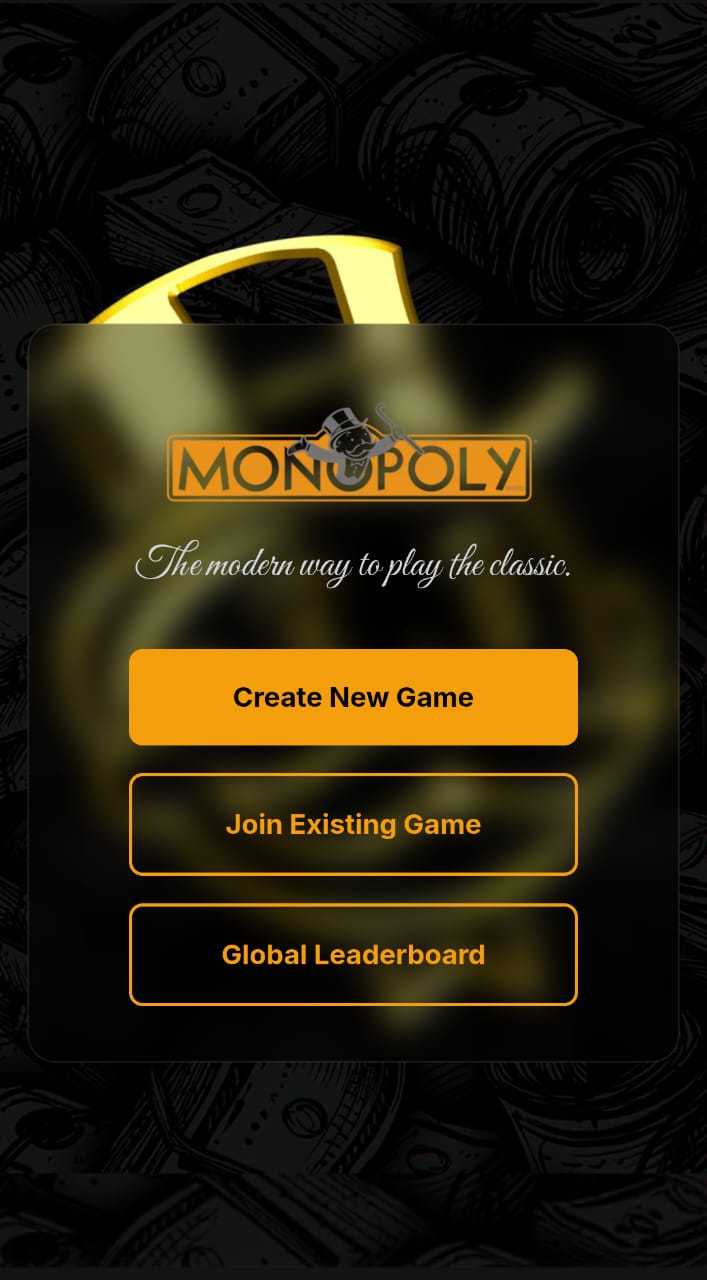 MONOPOLY
The modern way to play the classic.
Create New Game
Join Existing Game
Global Leaderboard